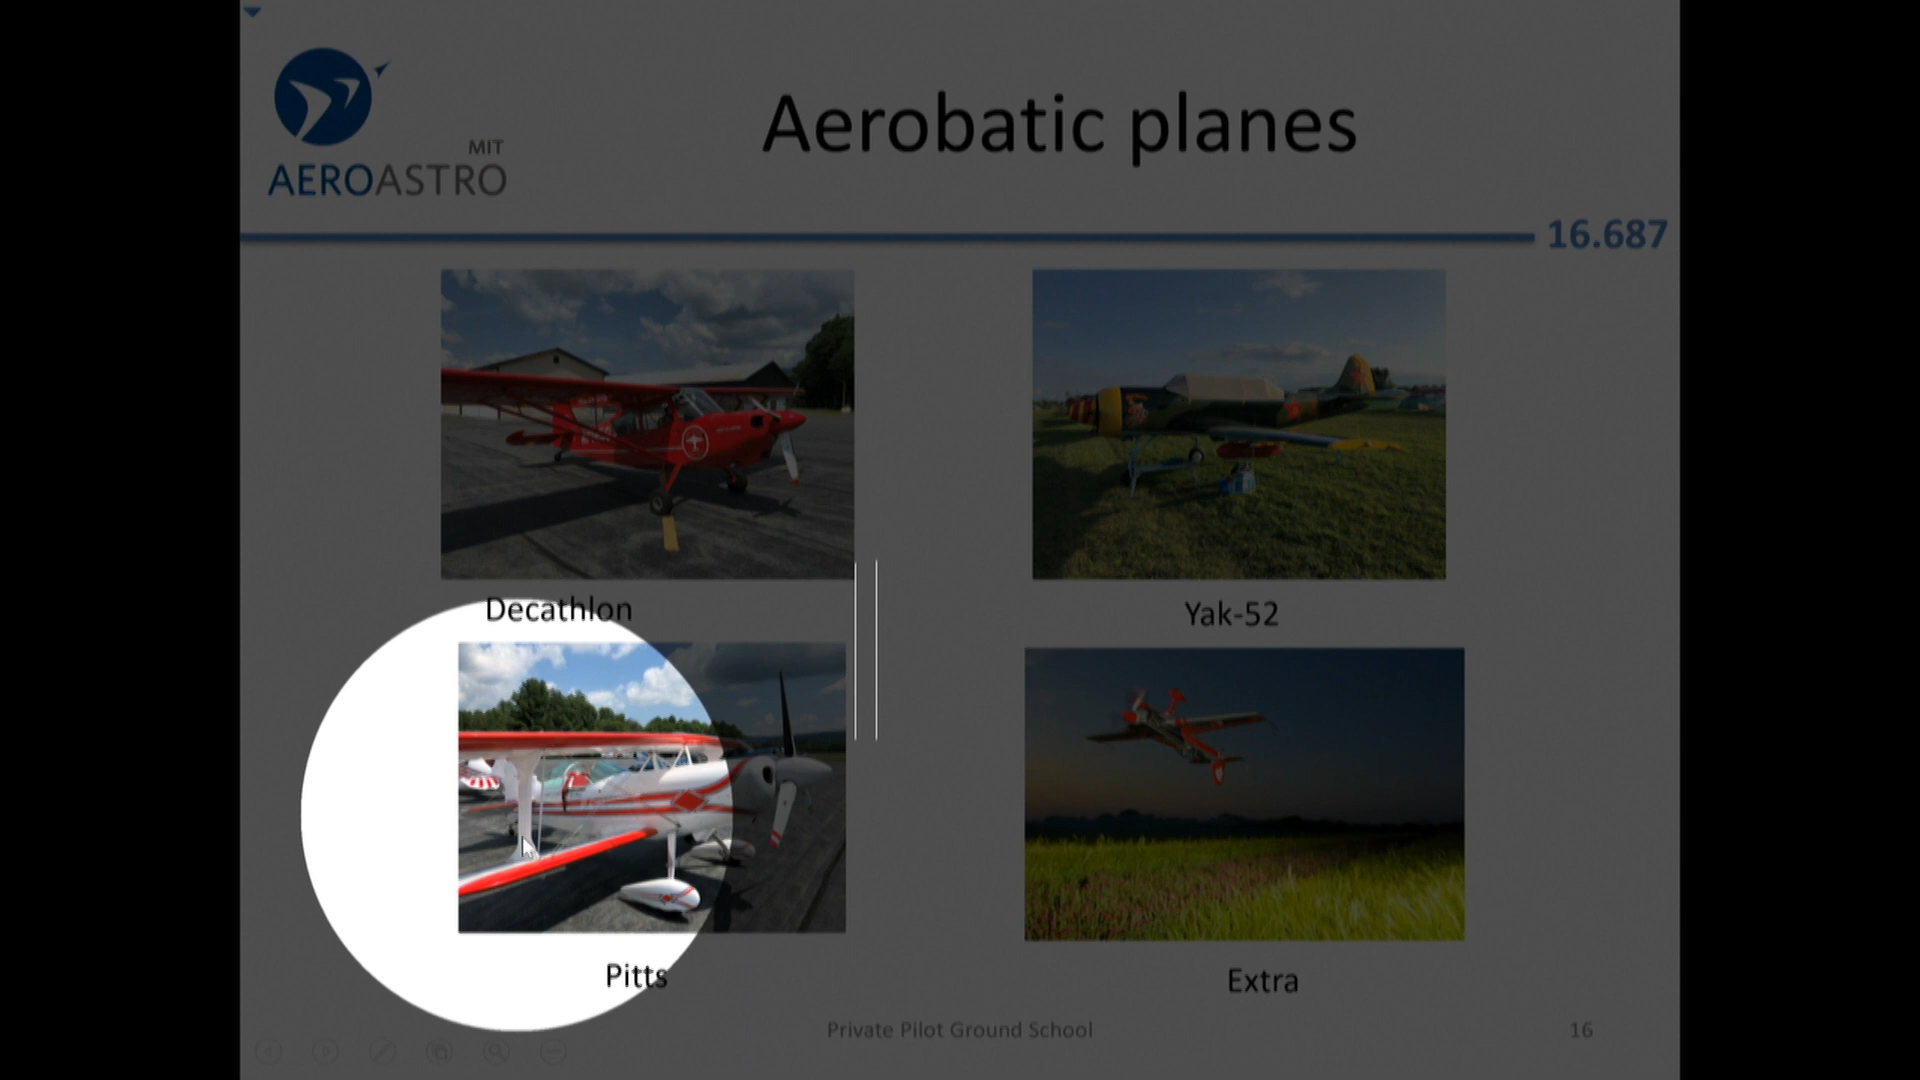 MIT
AEROASTRO
Aerobatic planes
16.687
Decathlon
Yak-52
Pitts
Extra
Private Pilot Ground School
16